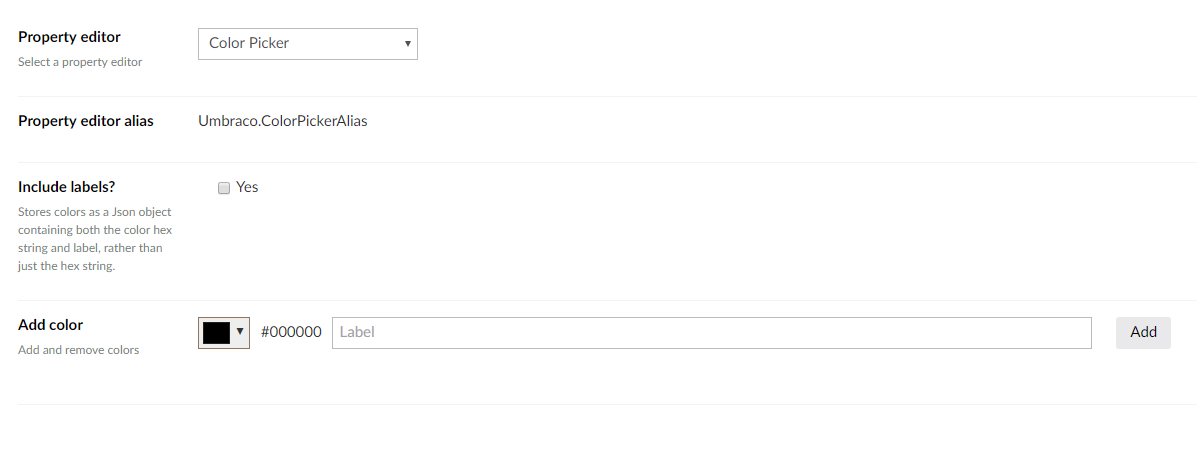 Property editor
Color Picker
Select a property editor
Property editor alias
Umbraco.ColorPickerAlias
Include labels?
Yes
Stores colors as a Json object
containing both the color hex
string and label, rather than
just the hex string.
Add color
#000000
Label
Add
Add and remove colors